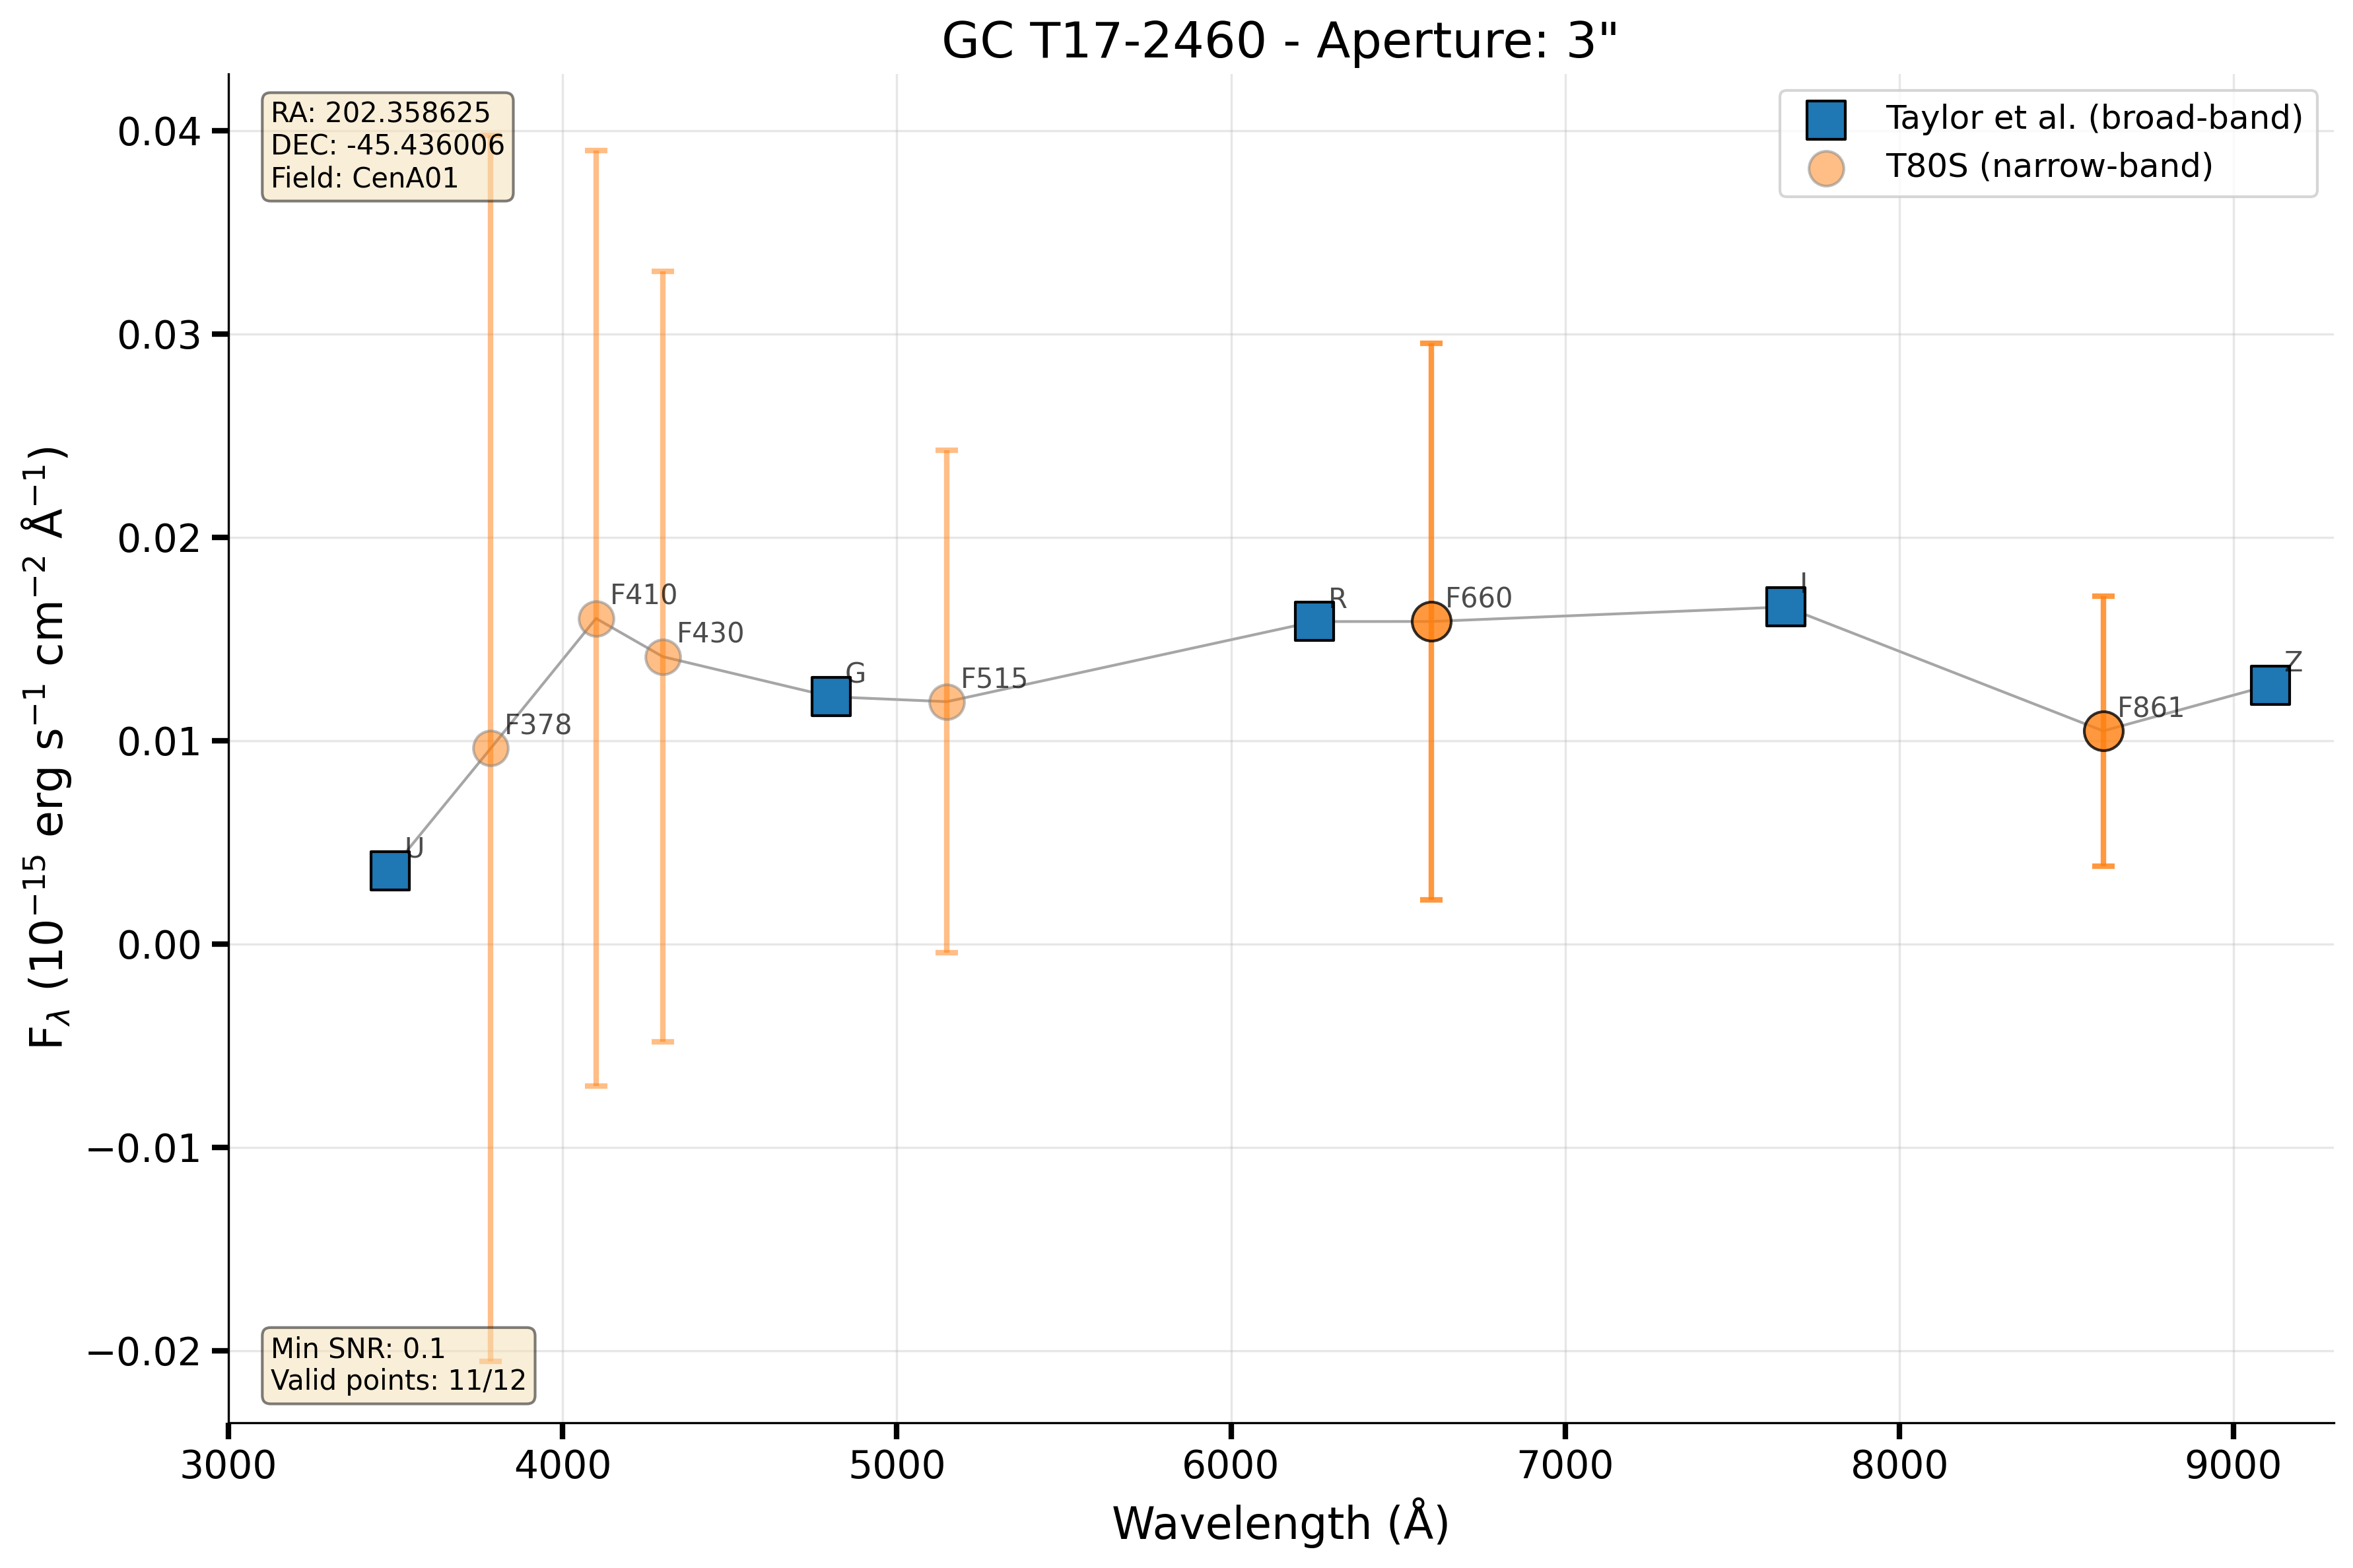 GC T17-2460 - Aperture: 3"
RA: 202.358625
DEC: -45.436006
Field: CenA01
Taylor et al. (broad-band)
T80S (narrow-band)
0.04
0.03
0.02
0.01
0.00
−0.01
−0.02
F$_λ$ (10$^{−15}$ erg s$^{−1}$ cm$^{−2}$ Å$^{−1}$)
U
F378
F410
F430
G
F515
R
F660
I
F861
Z
Min SNR: 0.1
Valid points: 11/12
3000
4000
5000
6000
7000
8000
9000
Wavelength (Å)